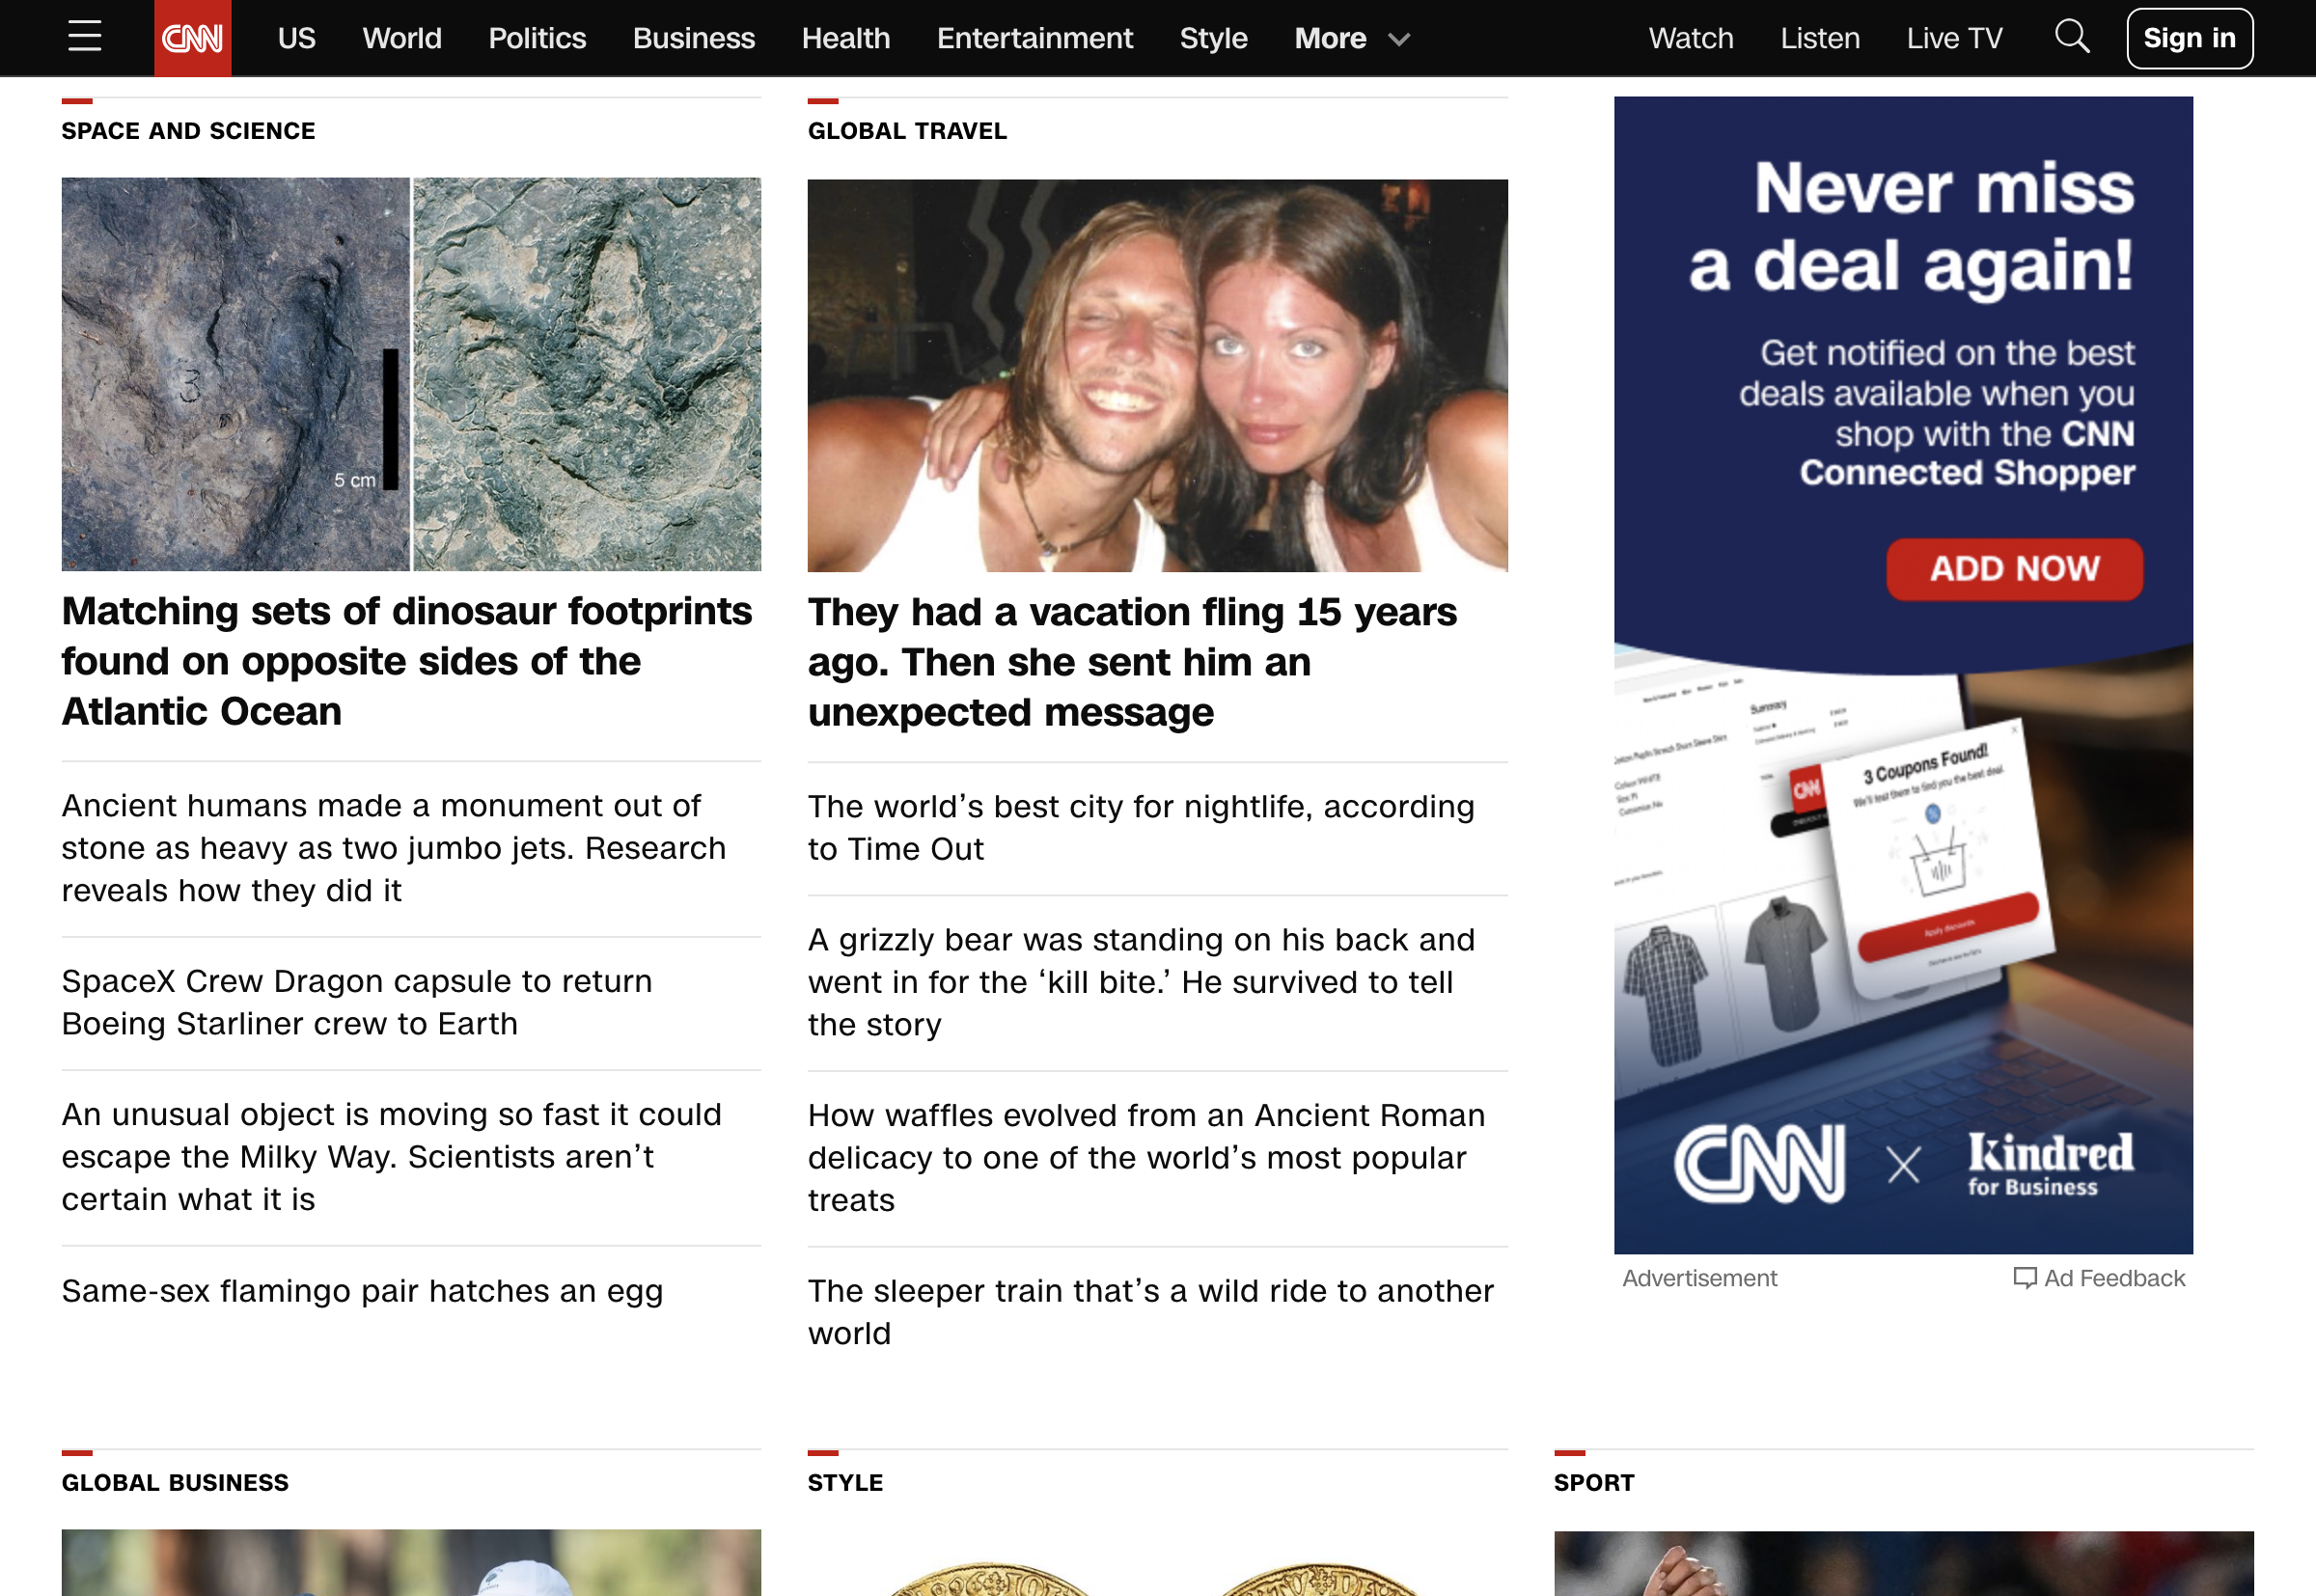 CNN
US
World
Politics
Business
Health
Entertainment
Style
More
Watch
Listen
Live TV
Sign in
SPACE AND SCIENCE
3
5 cm
Matching sets of dinosaur footprints
found on opposite sides of the
Atlantic Ocean
Ancient humans made a monument out of
stone as heavy as two jumbo jets. Research
reveals how they did it
SpaceX Crew Dragon capsule to return
Boeing Starliner crew to Earth
An unusual object is moving so fast it could
escape the Milky Way. Scientists aren’t
certain what it is
Same-sex flamingo pair hatches an egg
GLOBAL TRAVEL
They had a vacation fling 15 years
ago. Then she sent him an
unexpected message
The world’s best city for nightlife, according
to Time Out
A grizzly bear was standing on his back and
went in for the ‘kill bite.’ He survived to tell
the story
How waffles evolved from an Ancient Roman
delicacy to one of the world’s most popular
treats
The sleeper train that’s a wild ride to another
world
Never miss
a deal again!
Get notified on the best
deals available when you
shop with the CNN
Connected Shopper
ADD NOW
Summary
CNN
3 Coupons Found!
We'll test them to find you the best deal.
Apply discounts
CNN
Kindred
for Business
Advertisement
Ad Feedback
GLOBAL BUSINESS
STYLE
SPORT